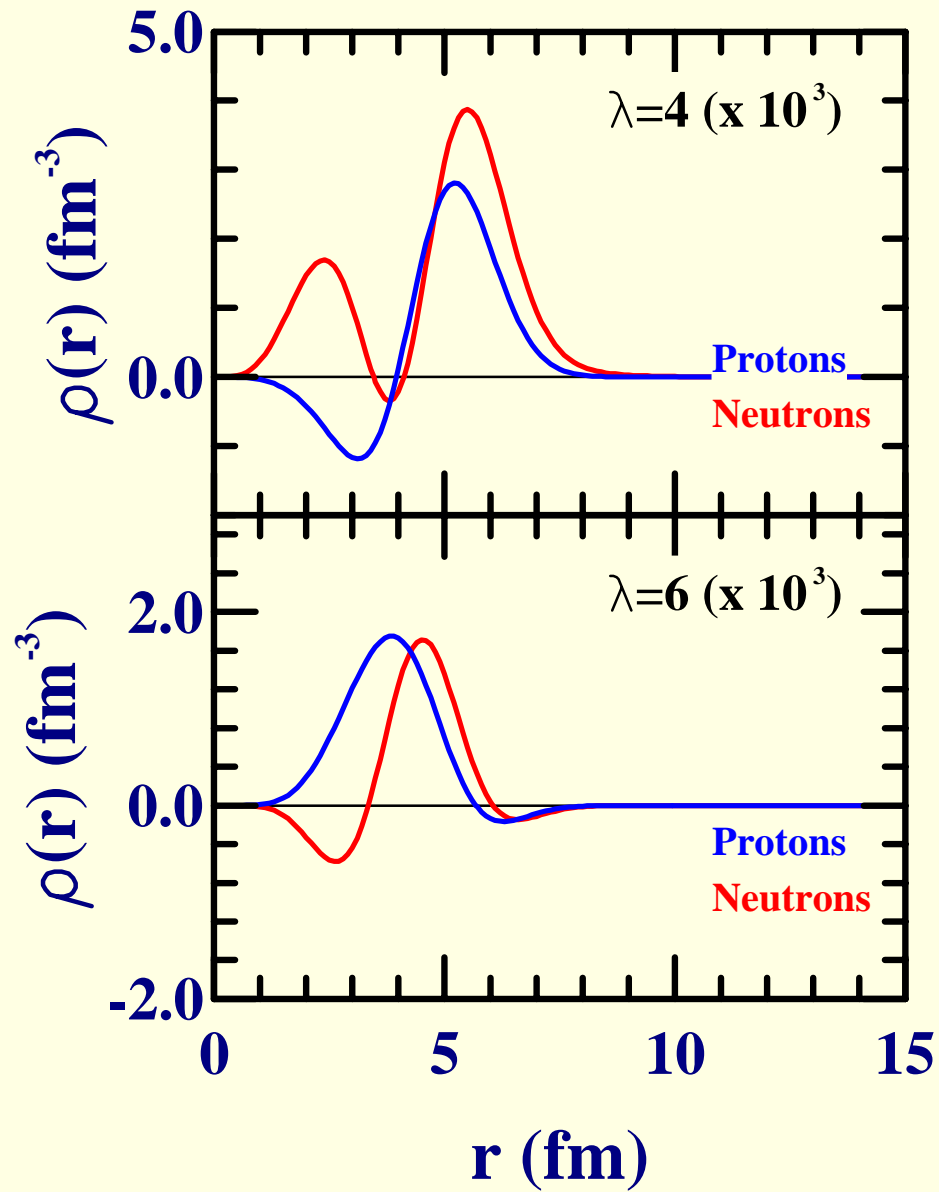 5.0
λ=4 (x 10³)
ρ(r) (fm⁻³)
Protons
0.0
Neutrons
λ=6 (x 10³)
2.0
ρ(r) (fm⁻³)
0.0
Protons
Neutrons
-2.0
0 5 10 15
r (fm)